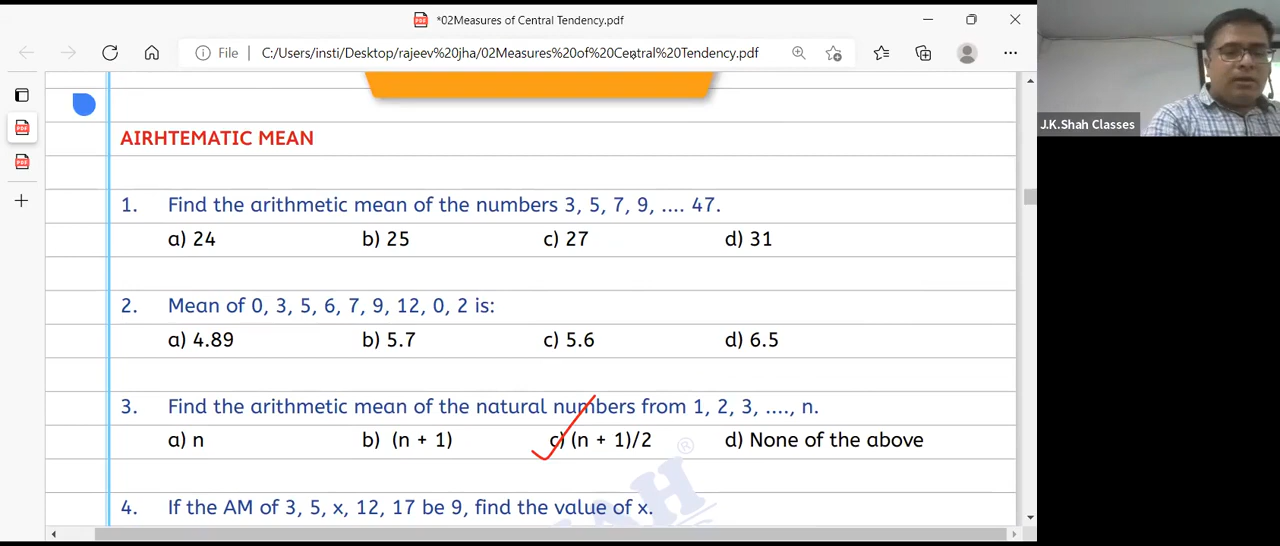 *02Measures of Central Tendency.pdf
File C:/Users/insti/Desktop/rajeev%20jha/02Measures%20of%20Central%20Tendency.pdf
J.K.Shah Classes
AIRHTEMATIC MEAN
1. Find the arithmetic mean of the numbers 3, 5, 7, 9, .... 47.
a) 24 b) 25 c) 27 d) 31
2. Mean of 0, 3, 5, 6, 7, 9, 12, 0, 2 is:
a) 4.89 b) 5.7 c) 5.6 d) 6.5
3. Find the arithmetic mean of the natural numbers from 1, 2, 3, ...., n.
a) n b) (n + 1) c) (n + 1)/2 d) None of the above
4. If the AM of 3, 5, x, 12, 17 be 9, find the value of x.